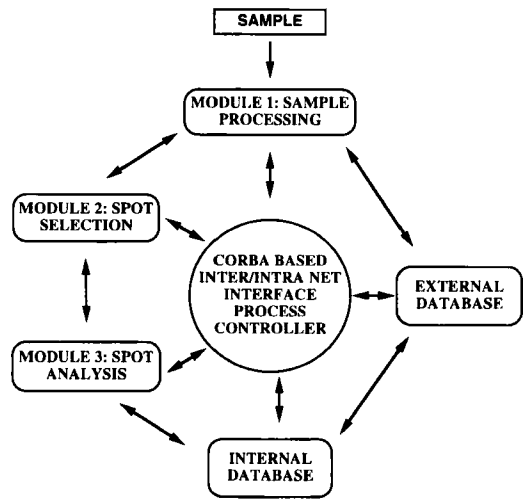 SAMPLE
MODULE 1: SAMPLE
PROCESSING
MODULE 2: SPOT
SELECTION
CORBA BASED
INTER/INTRA NET
INTERFACE
PROCESS
CONTROLLER
EXTERNAL
DATABASE
MODULE 3: SPOT
ANALYSIS
INTERNAL
DATABASE